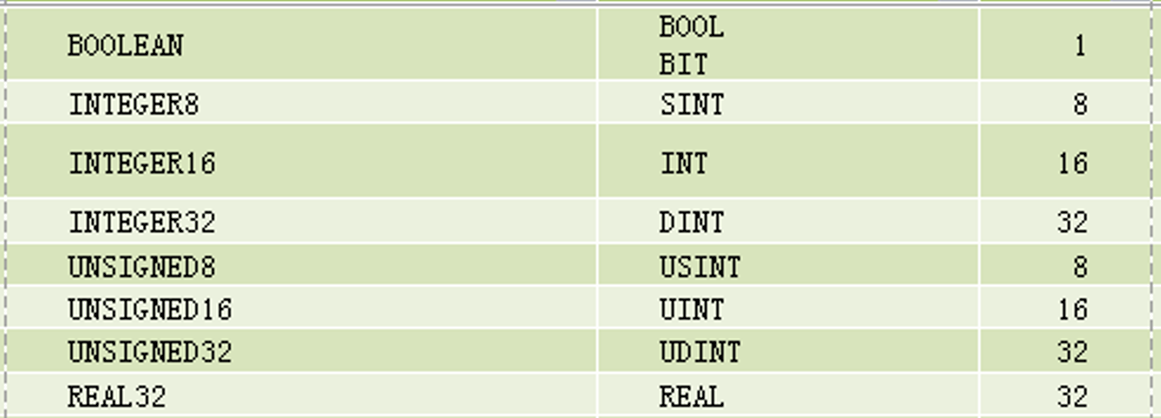 BOOLEAN BOOL 1
BIT
INTEGER8 SINT 8
INTEGER16 INT 16
INTEGER32 DINT 32
UNSIGNED8 USINT 8
UNSIGNED16 UINT 16
UNSIGNED32 UDINT 32
REAL32 REAL 32